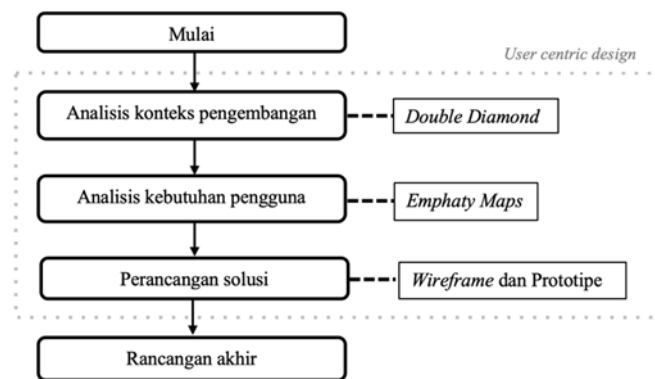 Mulai
User centric design
Analisis konteks pengembangan
Double Diamond
Analisis kebutuhan pengguna
Emphaty Maps
Perancangan solusi
Wireframe dan Prototipe
Rancangan akhir